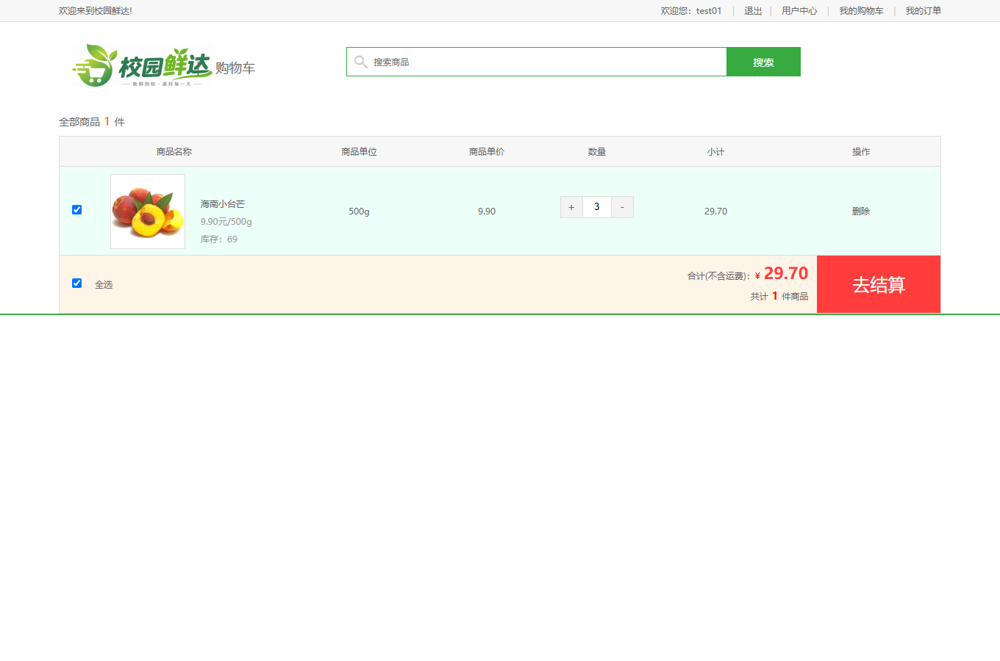 欢迎来到校园鲜达!
欢迎您：test01 | 退出 | 用户中心 | 我的购物车 | 我的订单
校园鲜达
新鲜到校·美好每一天
购物车
搜索商品
搜索
全部商品 1 件
商品名称 商品单位 商品单价 数量 小计 操作
海南小台芒
9.90元/500g
库存：69
500g 9.90 + 3 - 29.70 删除
全选
合计(不含运费)：¥ 29.70
共计 1 件商品
去结算